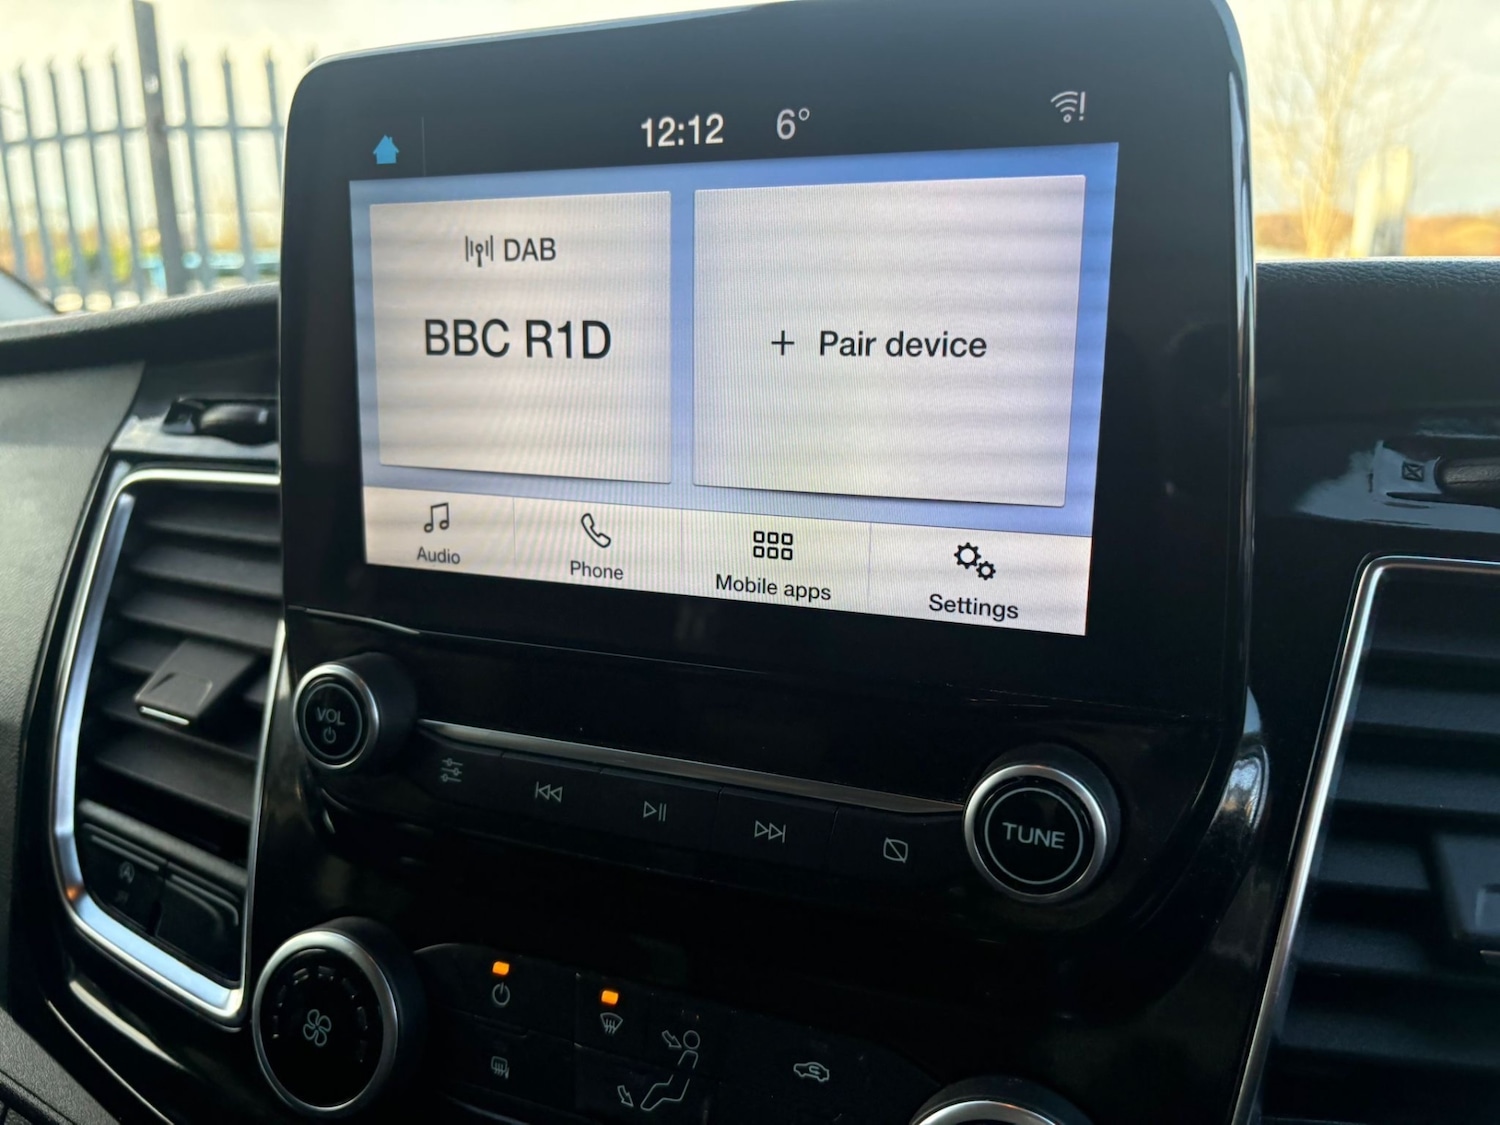 12:12 6°
DAB
BBC R1D
+ Pair device
Audio
Phone
Mobile apps
Settings
VOL
TUNE